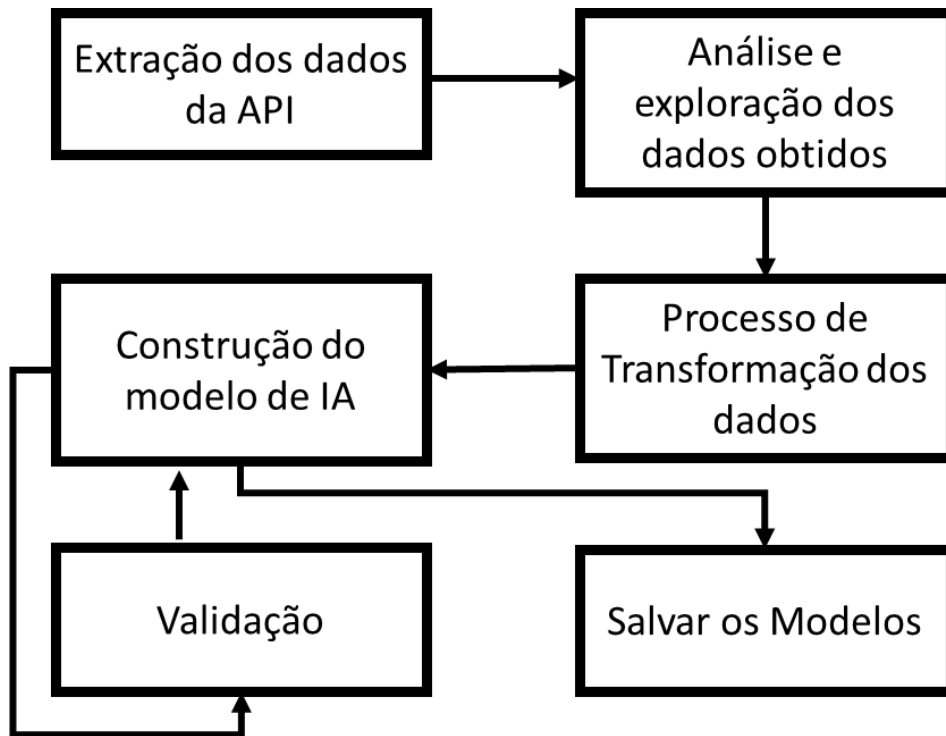 Extração dos dados
da API
Análise e
exploração dos
dados obtidos
Construção do
modelo de IA
Processo de
Transformação dos
dados
Validação
Salvar os Modelos